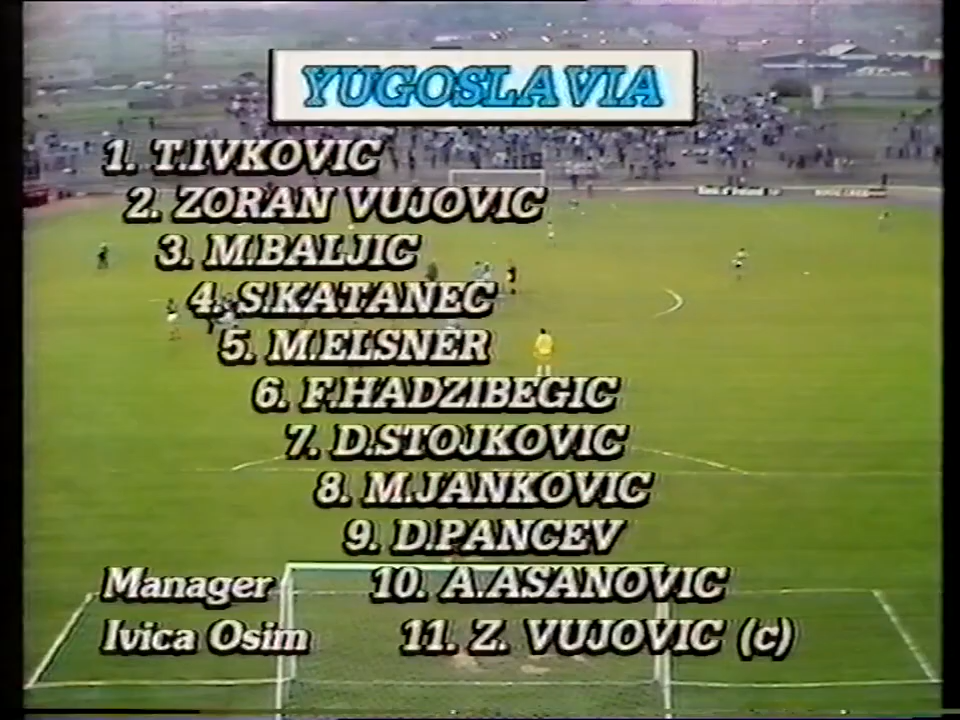 YUGOSLAVIA
1. T.IVKOVIC
2. ZORAN VUJOVIC
3. M.BALJIC
4. S.KATANEC
5. M.ELSNER
6. F.HADZIBEGIC
7. D.STOJKOVIC
8. M.JANKOVIC
9. D.PANCEV
Manager 10. A.ASANOVIC
Ivica Osim 11. Z. VUJOVIC (c)